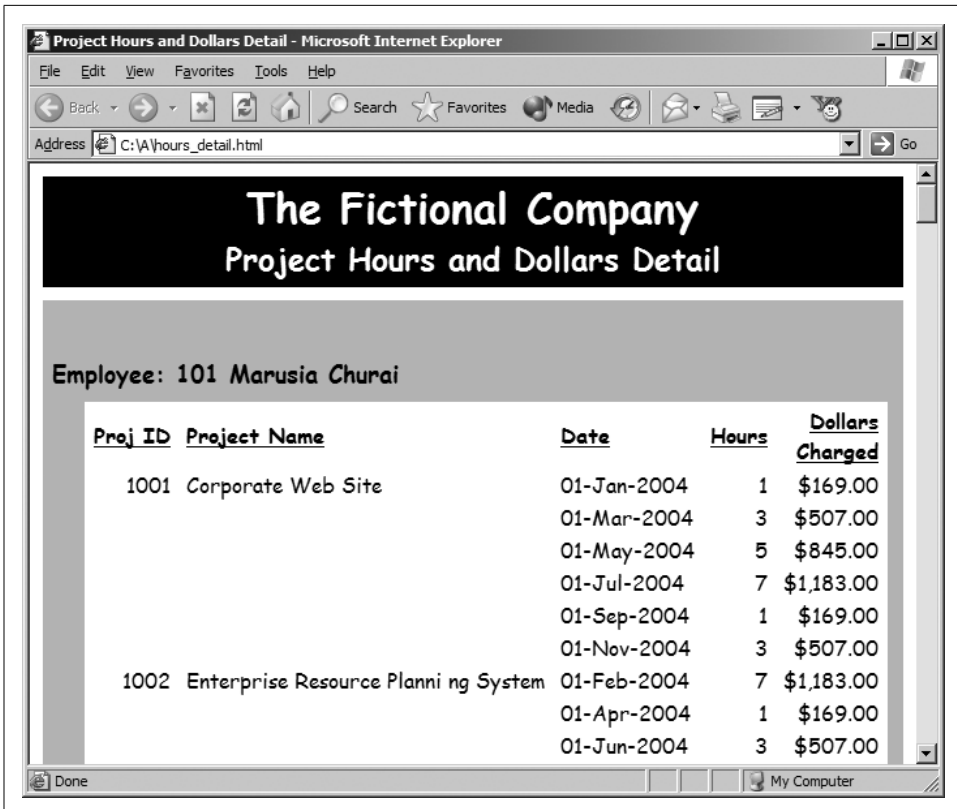 Project Hours and Dollars Detail - Microsoft Internet Explorer
File Edit View Favorites Tools Help
Back Search Favorites Media
Address C:\A\hours_detail.html Go
The Fictional Company
Project Hours and Dollars Detail
Employee: 101 Marusia Churai
Proj ID Project Name Date Hours Dollars Charged
1001 Corporate Web Site 01-Jan-2004 1 $169.00
01-Mar-2004 3 $507.00
01-May-2004 5 $845.00
01-Jul-2004 7 $1,183.00
01-Sep-2004 1 $169.00
01-Nov-2004 3 $507.00
1002 Enterprise Resource Planni ng System 01-Feb-2004 7 $1,183.00
01-Apr-2004 1 $169.00
01-Jun-2004 3 $507.00
Done My Computer